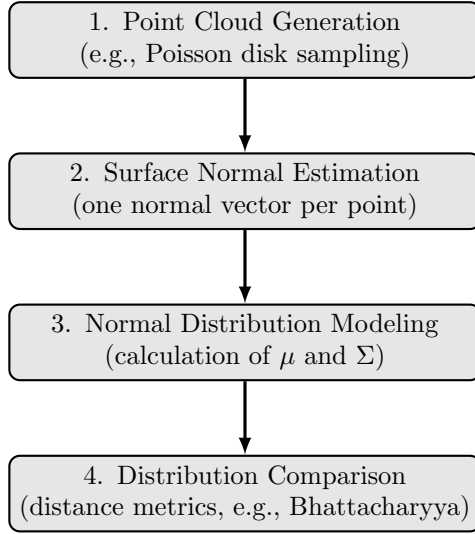 1. Point Cloud Generation
(e.g., Poisson disk sampling)
2. Surface Normal Estimation
(one normal vector per point)
3. Normal Distribution Modeling
(calculation of μ and Σ)
4. Distribution Comparison
(distance metrics, e.g., Bhattacharyya)